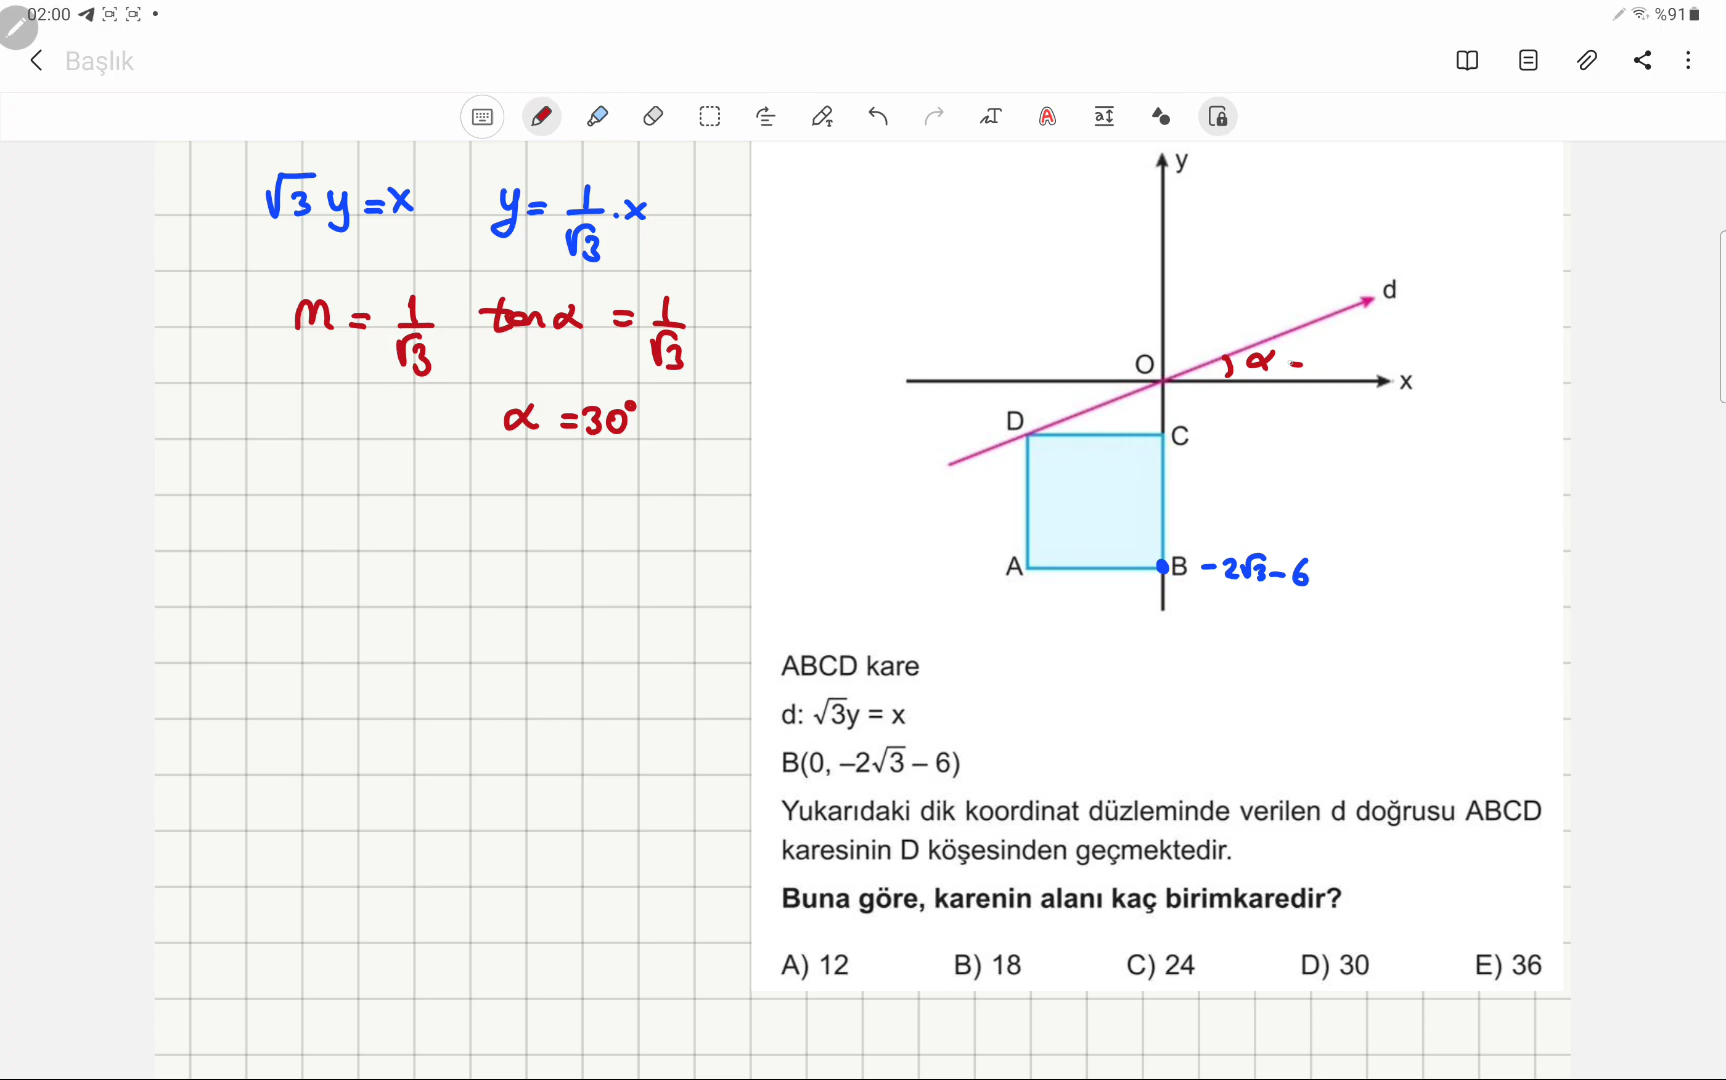 02:00 %91
Başlık
√3 y = x y = 1/√3 . x
m = 1/√3 tan α = 1/√3
α = 30°
y
d
α -
O
x
D
C
A
B -2√3 - 6
ABCD kare
d: √3y = x
B(0, –2√3 – 6)
Yukarıdaki dik koordinat düzleminde verilen d doğrusu ABCD
karesinin D köşesinden geçmektedir.
Buna göre, karenin alanı kaç birimkaredir?
A) 12 B) 18 C) 24 D) 30 E) 36